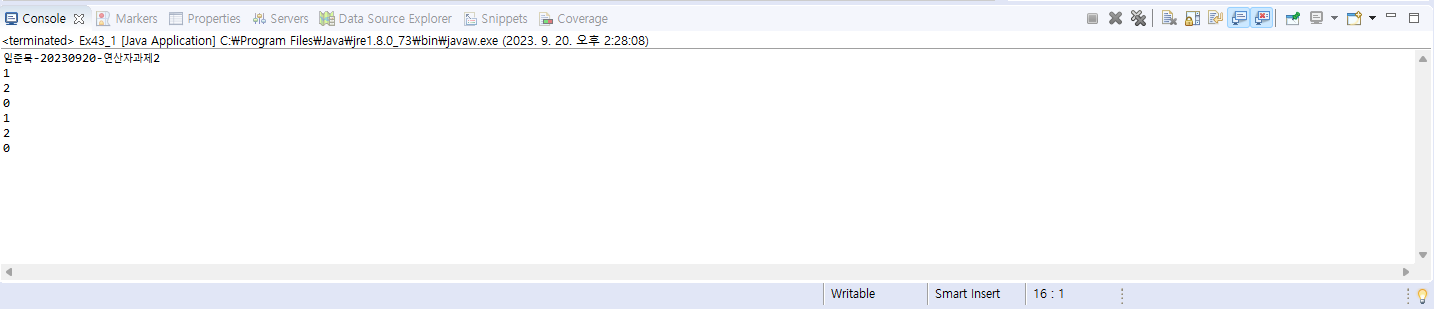 Console Markers Properties Servers Data Source Explorer Snippets Coverage
<terminated> Ex43_1 [Java Application] C:₩Program Files₩Java₩jre1.8.0_73₩bin₩javaw.exe (2023. 9. 20. 오후 2:28:08)
임준묵-20230920-연산자과제2
1
2
0
1
2
0
Writable Smart Insert 16 : 1